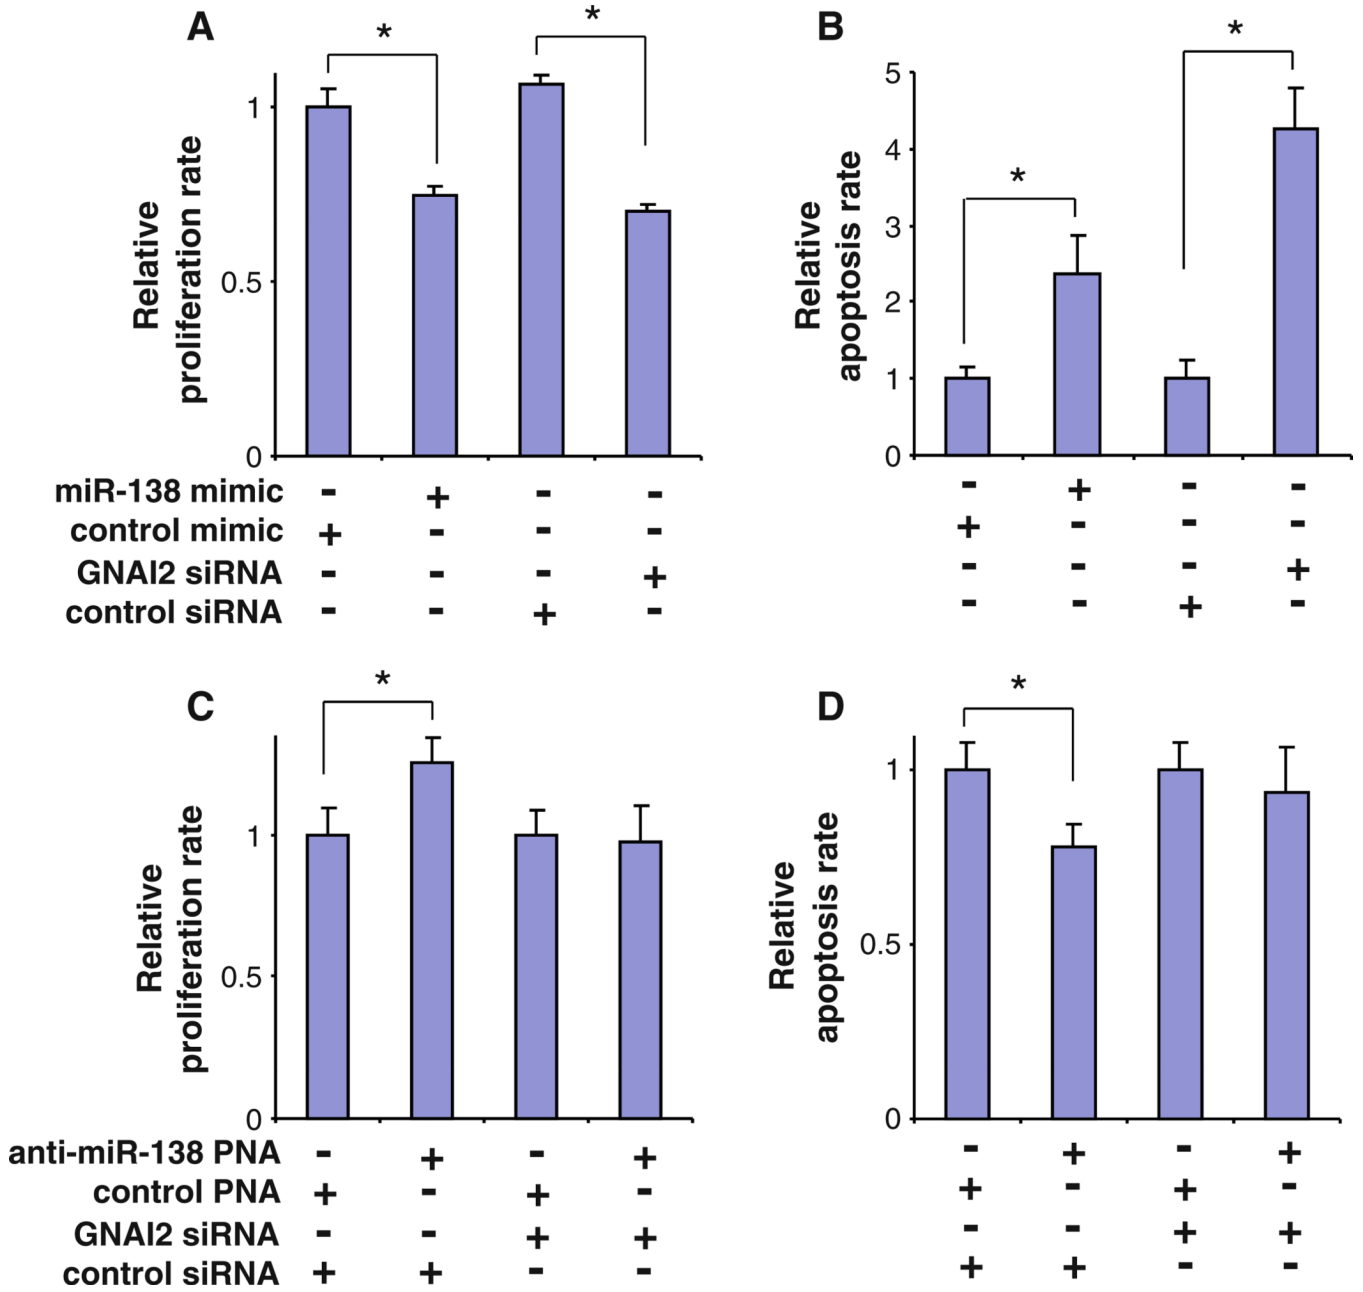 A
*
*
1
0.5
0
Relative
proliferation rate
B
*
*
5
4
3
2
1
0
Relative
apoptosis rate
miR-138 mimic - + - -
control mimic + - - -
GNAI2 siRNA - - - +
control siRNA - - + -
- + - -
+ - - -
- - - +
- - + -
C
*
1
0.5
0
Relative
proliferation rate
D
*
1
0.5
0
Relative
apoptosis rate
anti-miR-138 PNA - + - +
control PNA + - + -
GNAI2 siRNA - - + +
control siRNA + + - -
- + - +
+ - + -
- - + +
+ + - -